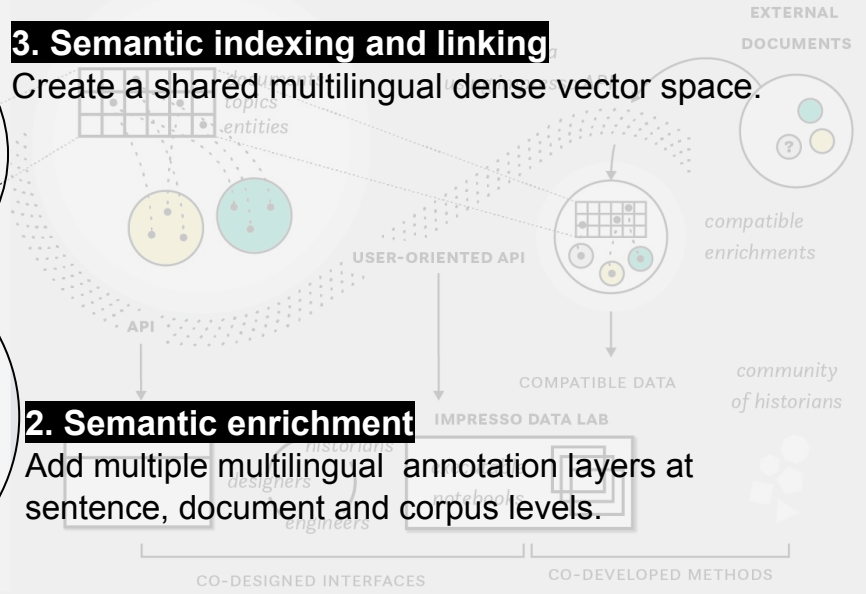 EXTERNAL
DOCUMENTS
3. Semantic indexing and linking
Create a shared multilingual dense vector space.
documents
topics
entities
compatible
enrichments
USER-ORIENTED API
API
COMPATIBLE DATA
community
of historians
2. Semantic enrichment
IMPRESSO DATA LAB
historians
Add multiple multilingual annotation layers at
designers
notebooks
sentence, document and corpus levels.
engineers
CO-DESIGNED INTERFACES
CO-DEVELOPED METHODS
?